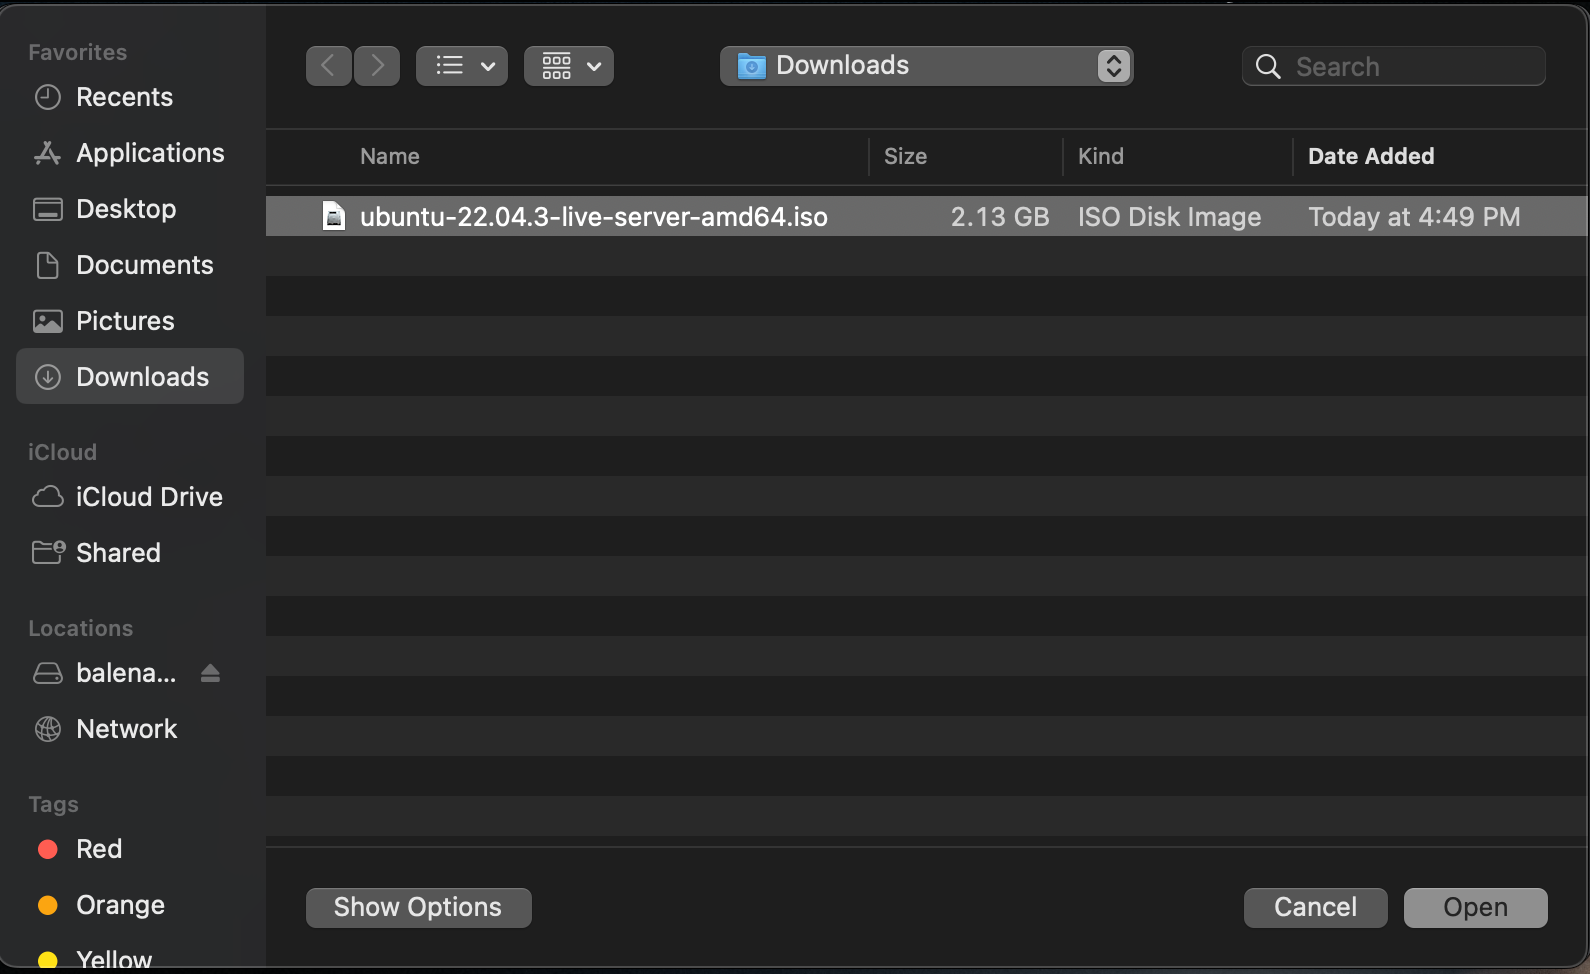 Favorites
Recents
Applications
Desktop
Documents
Pictures
Downloads
iCloud
iCloud Drive
Shared
Locations
balena...
Network
Tags
Red
Orange
Yellow
Downloads
Search
Name Size Kind Date Added
ubuntu-22.04.3-live-server-amd64.iso 2.13 GB ISO Disk Image Today at 4:49 PM
Show Options Cancel Open